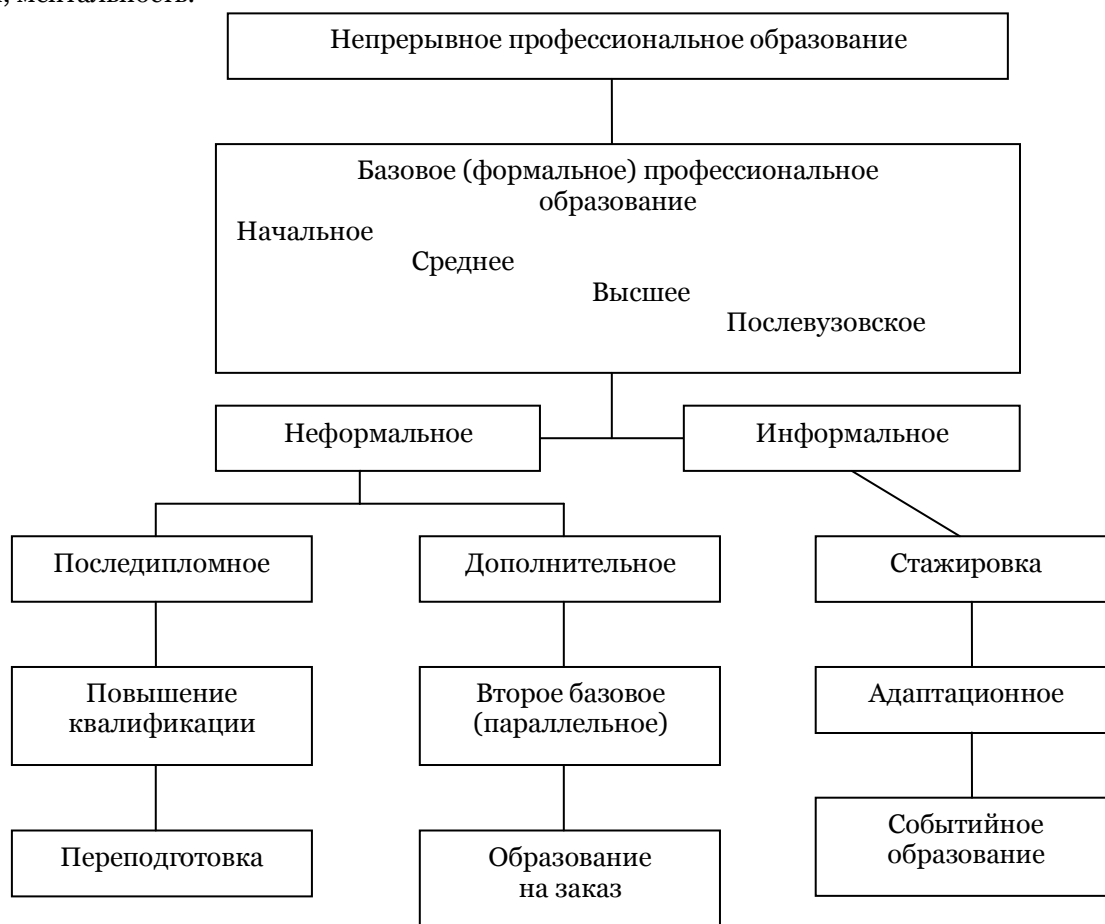 ментальность.
Непрерывное профессиональное образование
Базовое (формальное) профессиональное
образование
Начальное
Среднее
Высшее
Послевузовское
Неформальное
Информальное
Последипломное
Дополнительное
Стажировка
Повышение
квалификации
Второе базовое
(параллельное)
Адаптационное
Переподготовка
Образование
на заказ
Событийное
образование